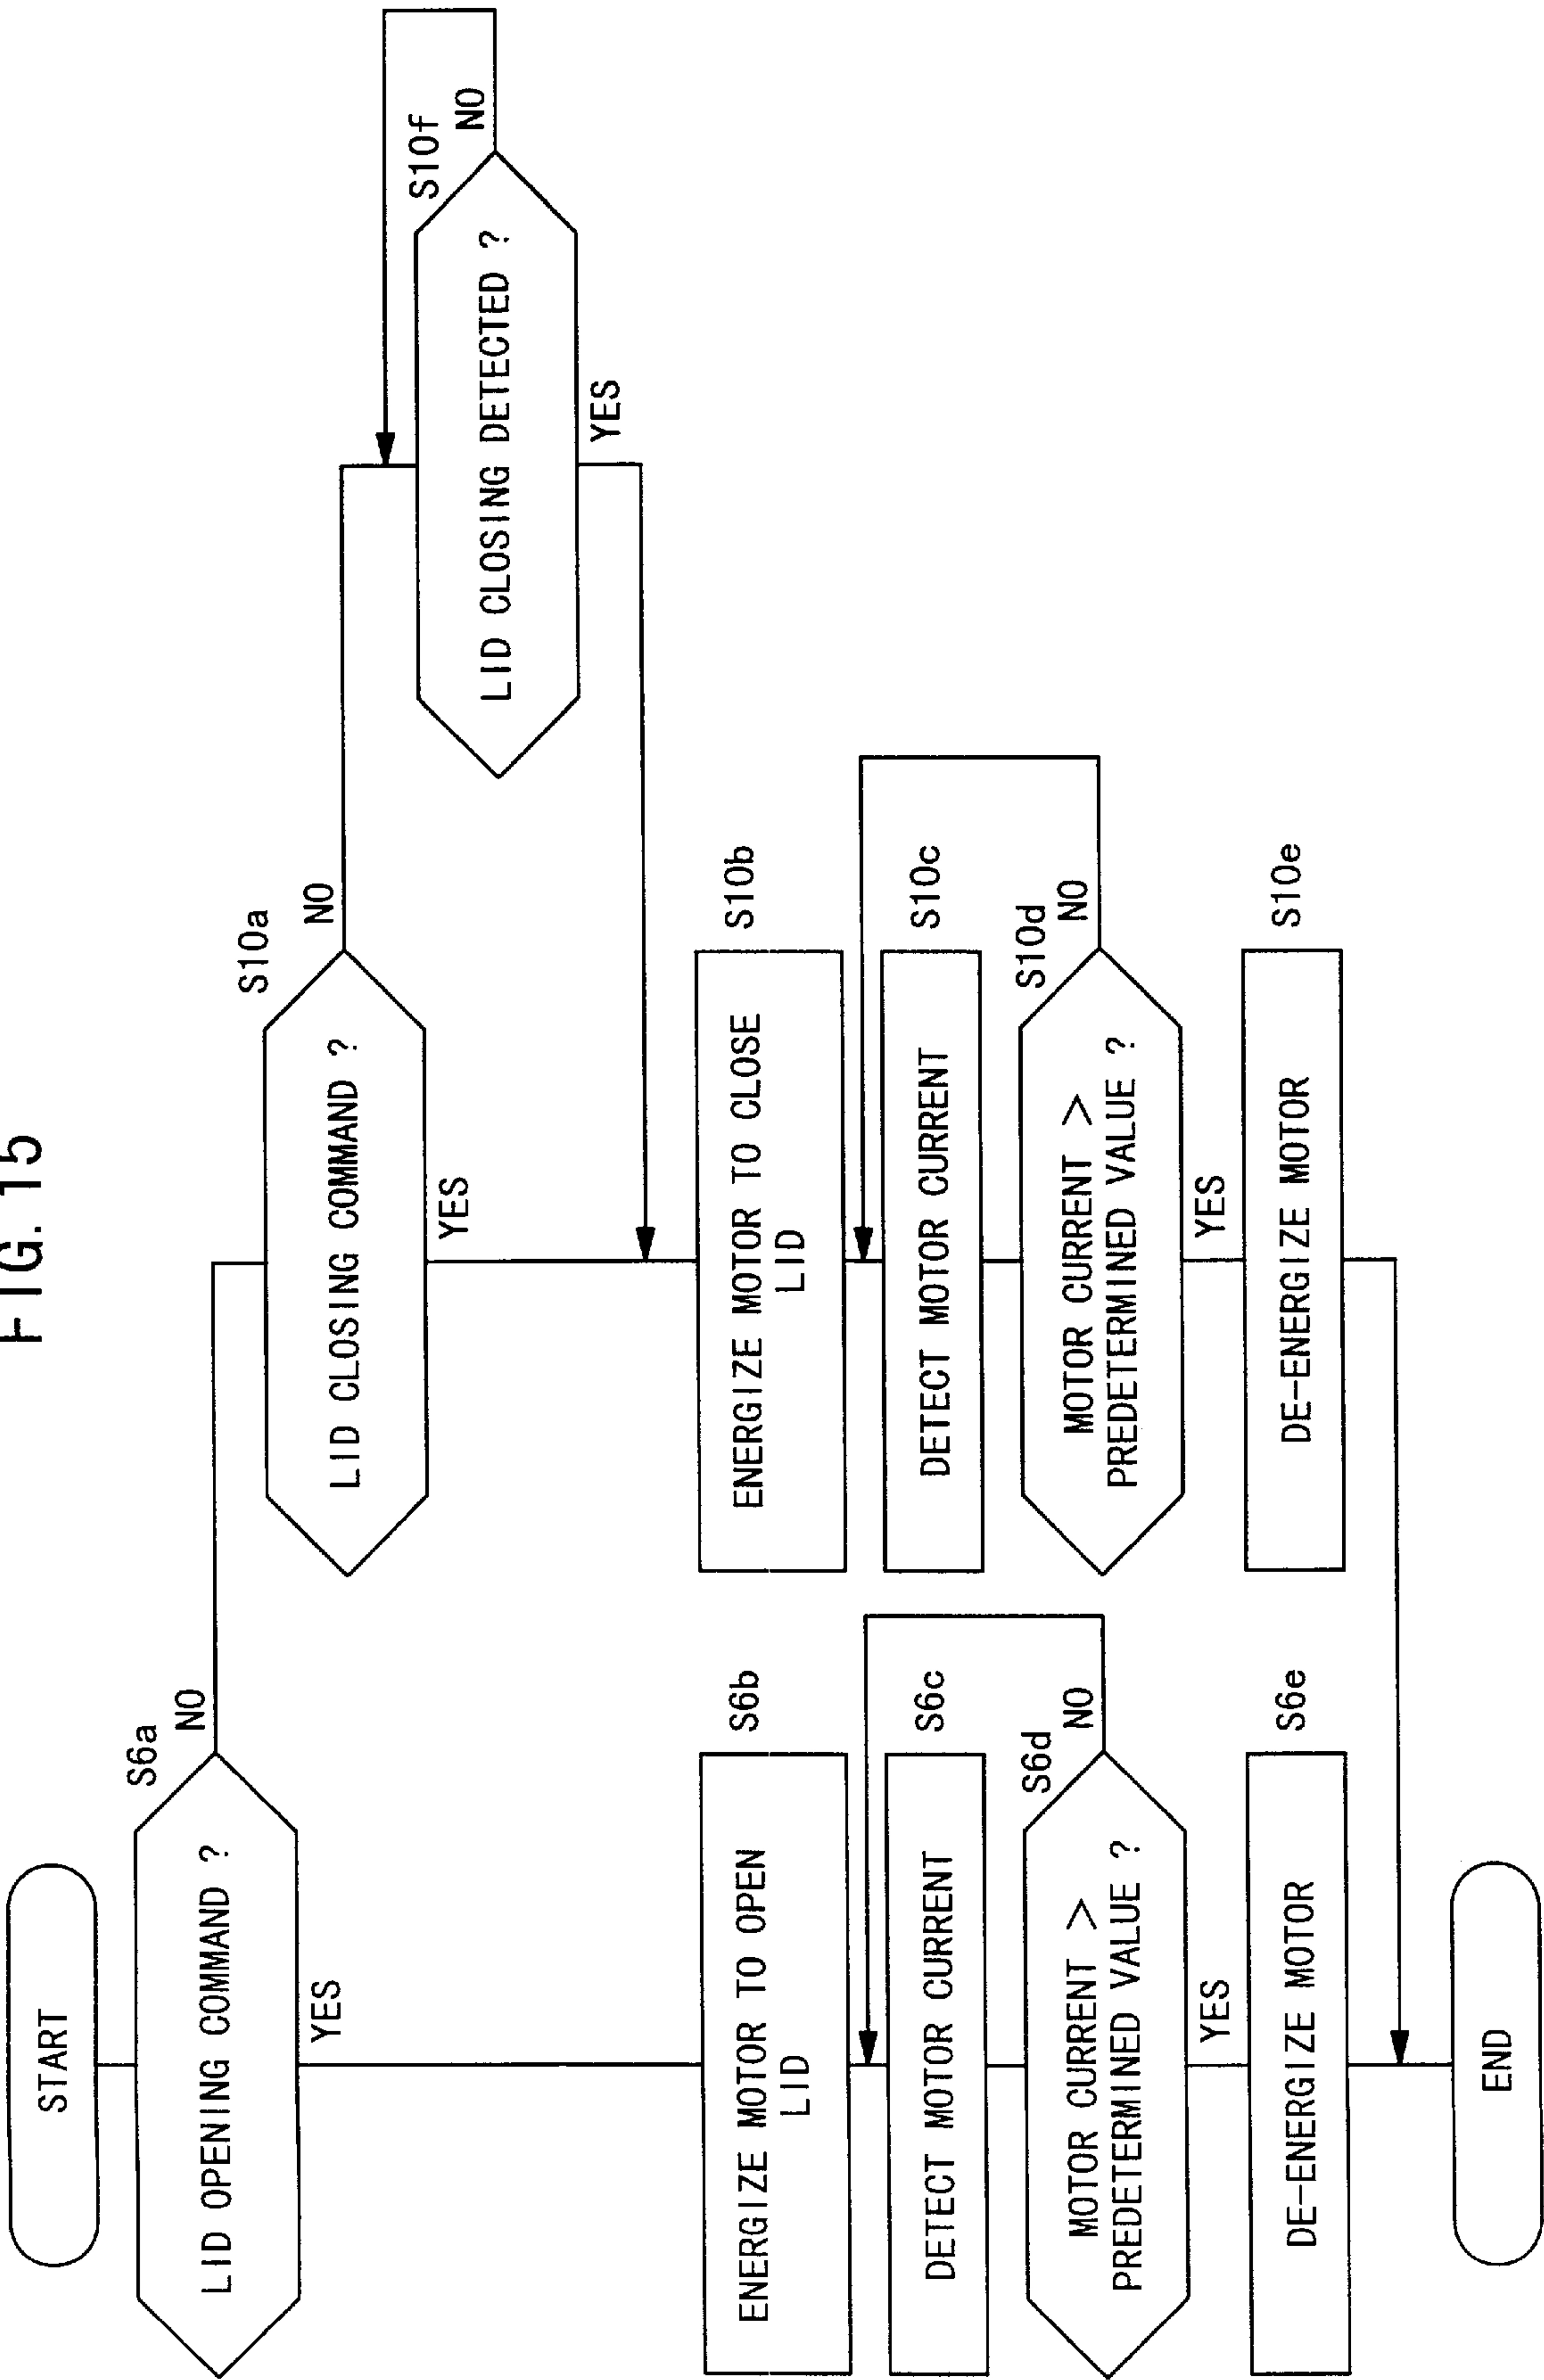 FIG. 15
START
S6a
LID OPENING COMMAND ?
NO
YES
S10a
LID CLOSING COMMAND ?
NO
YES
S10f
LID CLOSING DETECTED ?
NO
YES
ENERGIZE MOTOR TO OPEN
LID
S6b
DETECT MOTOR CURRENT
S6c
S6d
MOTOR CURRENT >
PREDETERMINED VALUE ?
NO
YES
DE-ENERGIZE MOTOR
S6e
ENERGIZE MOTOR TO CLOSE
LID
S10b
DETECT MOTOR CURRENT
S10c
S10d
MOTOR CURRENT >
PREDETERMINED VALUE ?
NO
YES
DE-ENERGIZE MOTOR
S10e
END